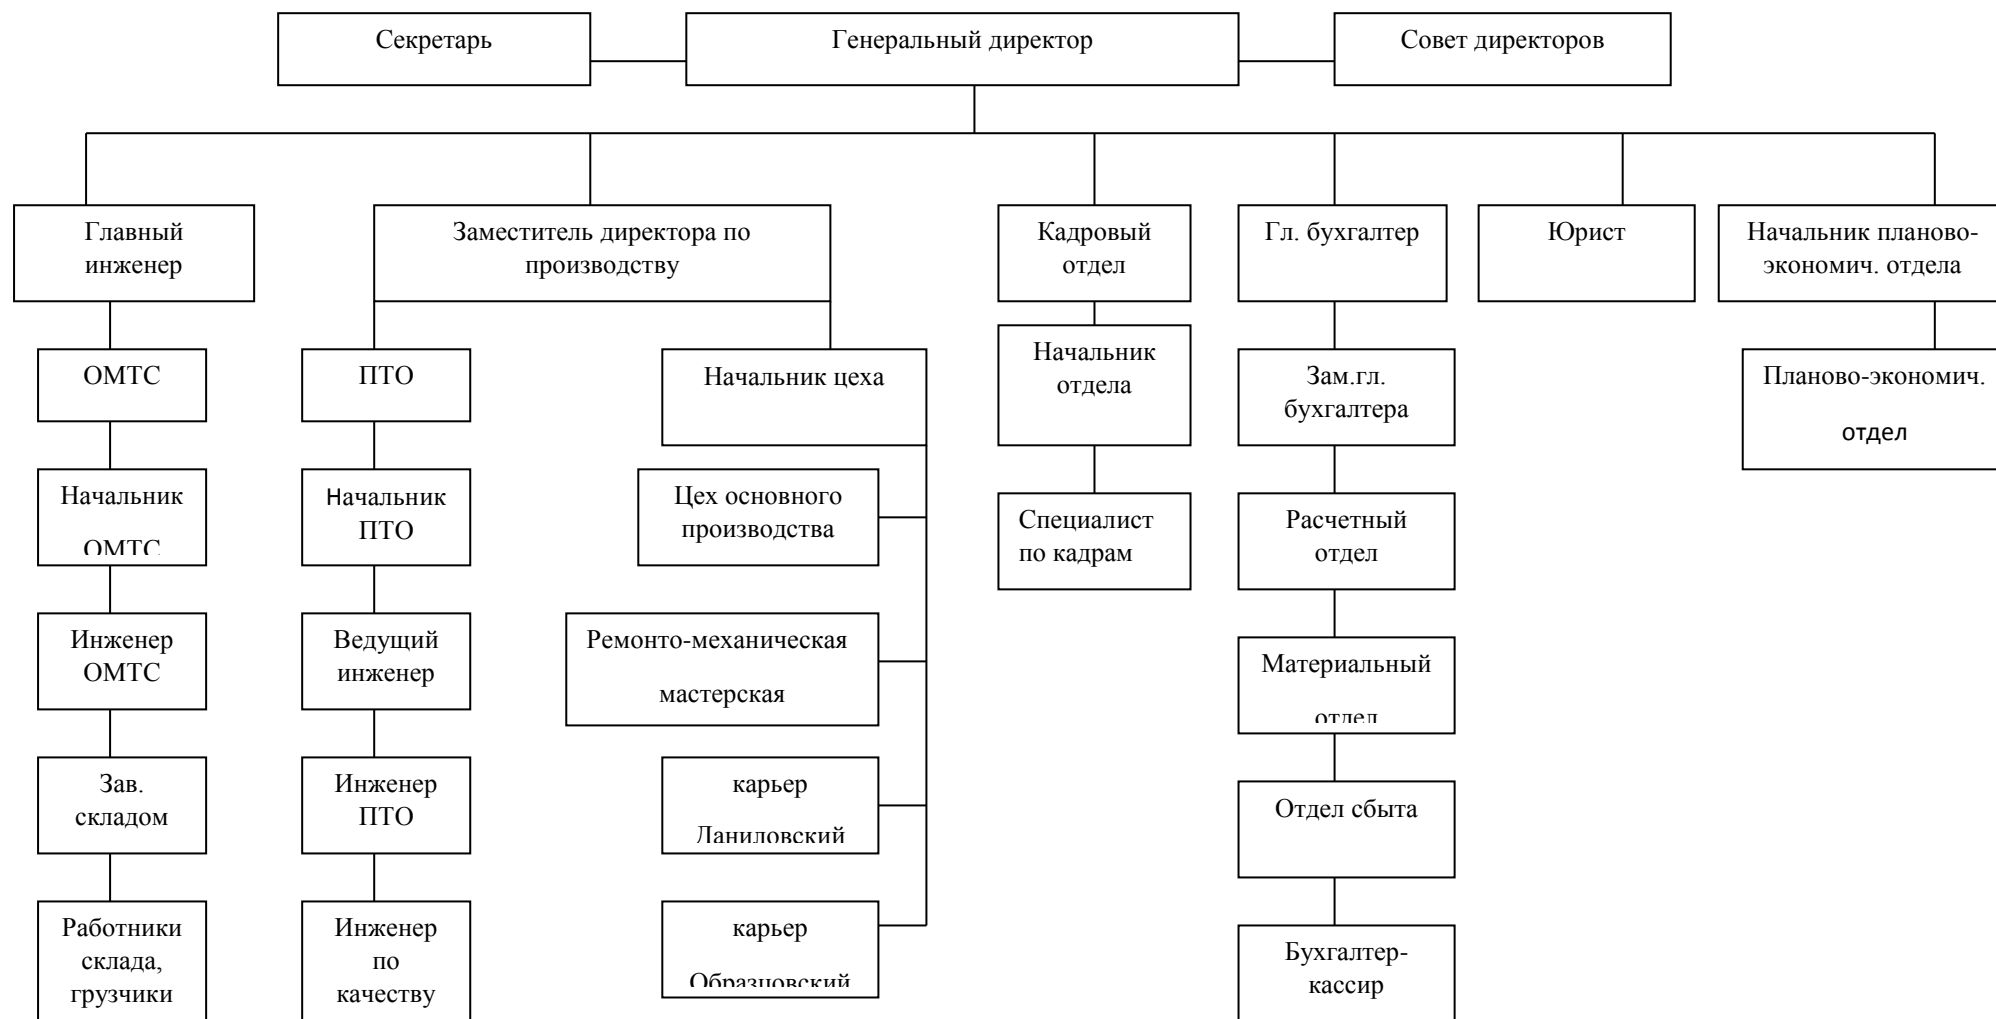 Секретарь
Генеральный директор
Совет директоров
Главный
инженер
Заместитель директора по
производству
Кадровый
отдел
Гл. бухгалтер
Юрист
Начальник планово-
экономич. отдела
ОМТС
ПТО
Начальник цеха
Начальник
отдела
Зам.гл.
бухгалтера
Планово-экономич.
отдел
Начальник
ОМТС
Начальник
ПТО
Цех основного
производства
Специалист
по кадрам
Расчетный
отдел
Инженер
ОМТС
Ведущий
инженер
Ремонто-механическая
мастерская
Материальный
отдел
Зав.
складом
Инженер
ПТО
карьер
Даниловский
Отдел сбыта
Работники
склада,
грузчики
Инженер
по
качеству
карьер
Образцовский
Бухгалтер-
кассир